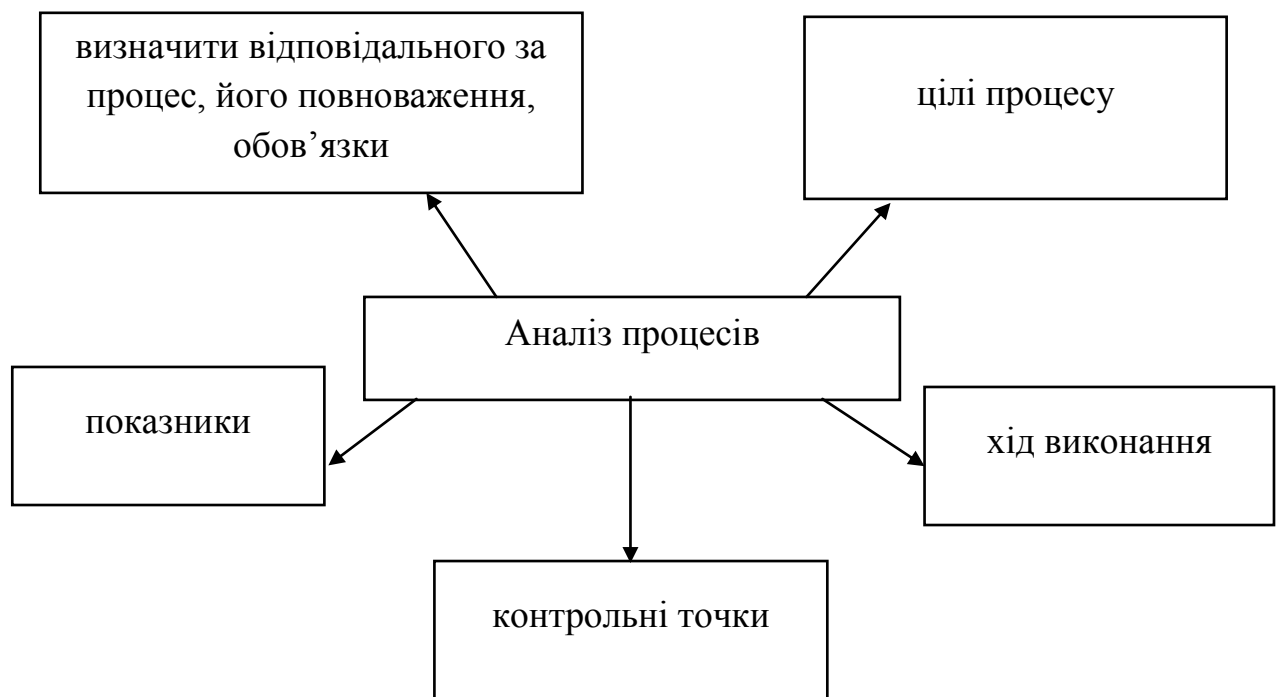 визначити відповідального за
процес, його повноваження,
обов’язки
цілі процесу
Аналіз процесів
показники
хід виконання
контрольні точки